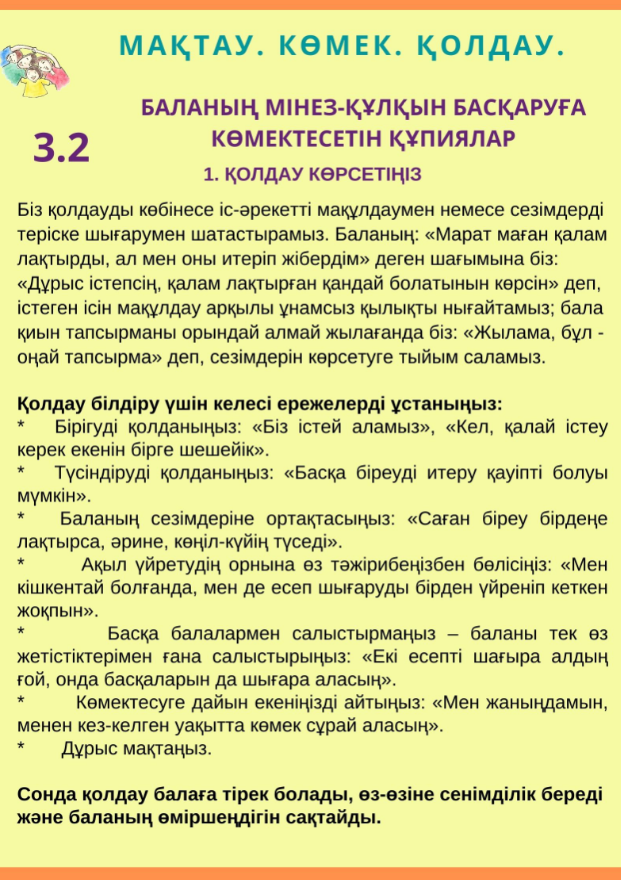 МАҚТАУ. КӨМЕК. ҚОЛДАУ.
БАЛАНЫҢ МІНЕЗ-ҚҰЛҚЫН БАСҚАРУҒА
3.2
КӨМЕКТЕСЕТІН ҚҰПИЯЛАР
1. ҚОЛДАУ КӨРСЕТІҢІЗ
Біз қолдауды көбінесе іс-әрекетті мақұлдаумен немесе сезімдерді
теріске шығарумен шатастырамыз. Баланың: «Марат маған қалам
лақтырды, ал мен оны итеріп жібердім» деген шағымына біз:
«Дұрыс істепсің, қалам лақтырған қандай болатынын көрсін» деп,
істеген ісін мақұлдау арқылы ұнамсыз қылықты нығайтамыз; бала
қиын тапсырманы орындай алмай жылағанда біз: «Жылама, бұл -
оңай тапсырма» деп, сезімдерін көрсетуге тыйым саламыз.
Қолдау білдіру үшін келесі ережелерді ұстаныңыз:
* Бірігуді қолданыңыз: «Біз істей аламыз», «Кел, қалай істеу
керек екенін бірге шешейік».
* Түсіндіруді қолданыңыз: «Басқа біреуді итеру қауіпті болуы
мүмкін».
* Баланың сезімдеріне ортақтасыңыз: «Саған біреу бірдеңе
лақтырса, әрине, көңіл-күйің түседі».
* Ақыл үйретудің орнына өз тәжірибеңізбен бөлісіңіз: «Мен
кішкентай болғанда, мен де есеп шығаруды бірден үйреніп кеткен
жоқпын».
* Басқа балалармен салыстырмаңыз – баланы тек өз
жетістіктерімен ғана салыстырыңыз: «Екі есепті шағыра алдың
ғой, онда басқаларын да шығара аласың».
* Көмектесуге дайын екеніңізді айтыңыз: «Мен жаныңдамын,
менен кез-келген уақытта көмек сұрай аласың».
* Дұрыс мақтаңыз.
Сонда қолдау балаға тірек болады, өз-өзіне сенімділік береді
және баланың өміршеңдігін сақтайды.